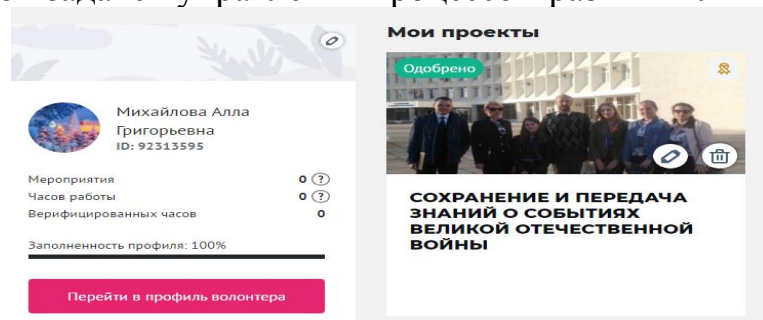 Михайлова Алла
Григорьевна
ID: 92313595
Мероприятия 0 ?
Часов работы 0 ?
Верифицированных часов 0
Заполненность профиля: 100%
Перейти в профиль волонтера
Мои проекты
Одобрено
СОХРАНЕНИЕ И ПЕРЕДАЧА
ЗНАНИЙ О СОБЫТИЯХ
ВЕЛИКОЙ ОТЕЧЕСТВЕННОЙ
ВОЙНЫ